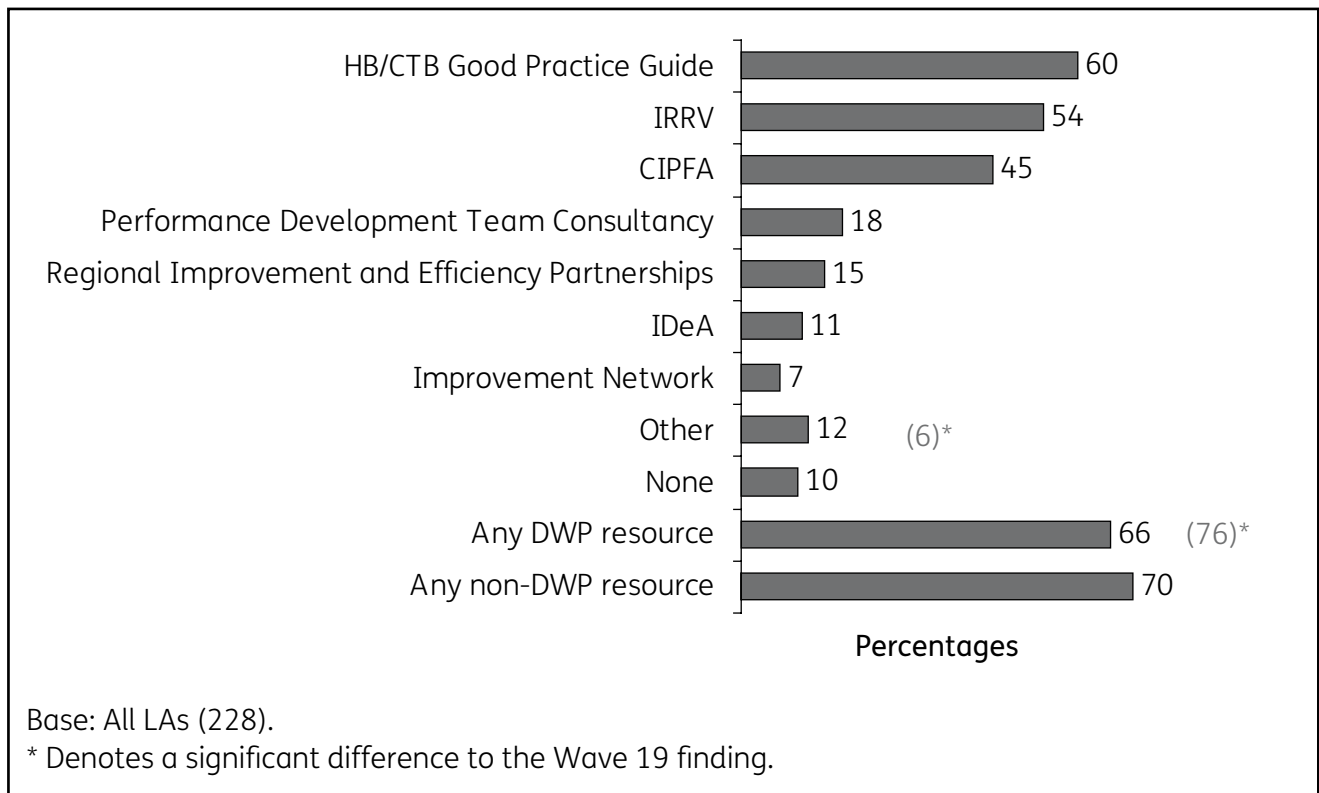 HB/CTB Good Practice Guide 60
IRRV 54
CIPFA 45
Performance Development Team Consultancy 18
Regional Improvement and Efficiency Partnerships 15
IDeA 11
Improvement Network 7
Other 12 (6)*
None 10
Any DWP resource 66 (76)*
Any non-DWP resource 70
Percentages
Base: All LAs (228).
* Denotes a significant difference to the Wave 19 finding.